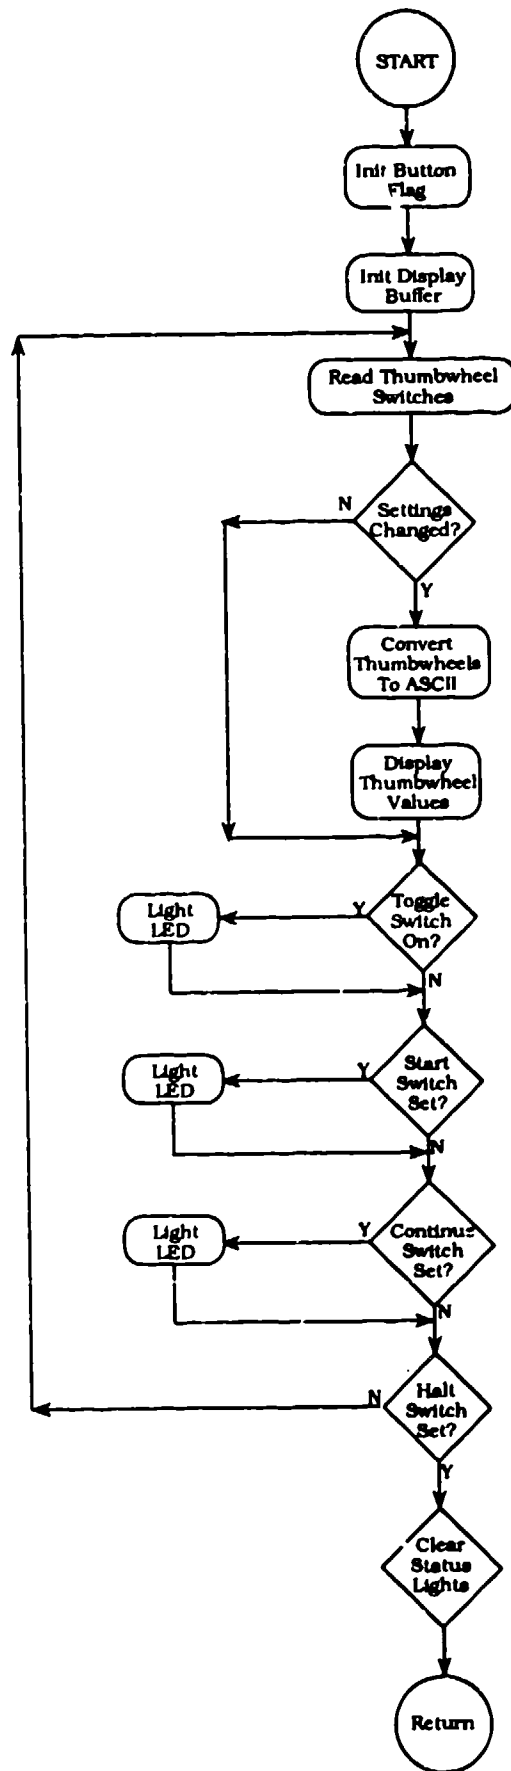 START
Init Button
Flag
Init Display
Buffer
Read Thumbwheel
Switches
N
Settings
Changed?
Y
Convert
Thumbwheels
To ASCII
Display
Thumbwheel
Values
Light
LED
Y
Toggle
Switch
On?
N
Light
LED
Y
Start
Switch
Set?
N
Light
LED
Y
Continue
Switch
Set?
N
N
Halt
Switch
Set?
Y
Clear
Status
Lights
Return